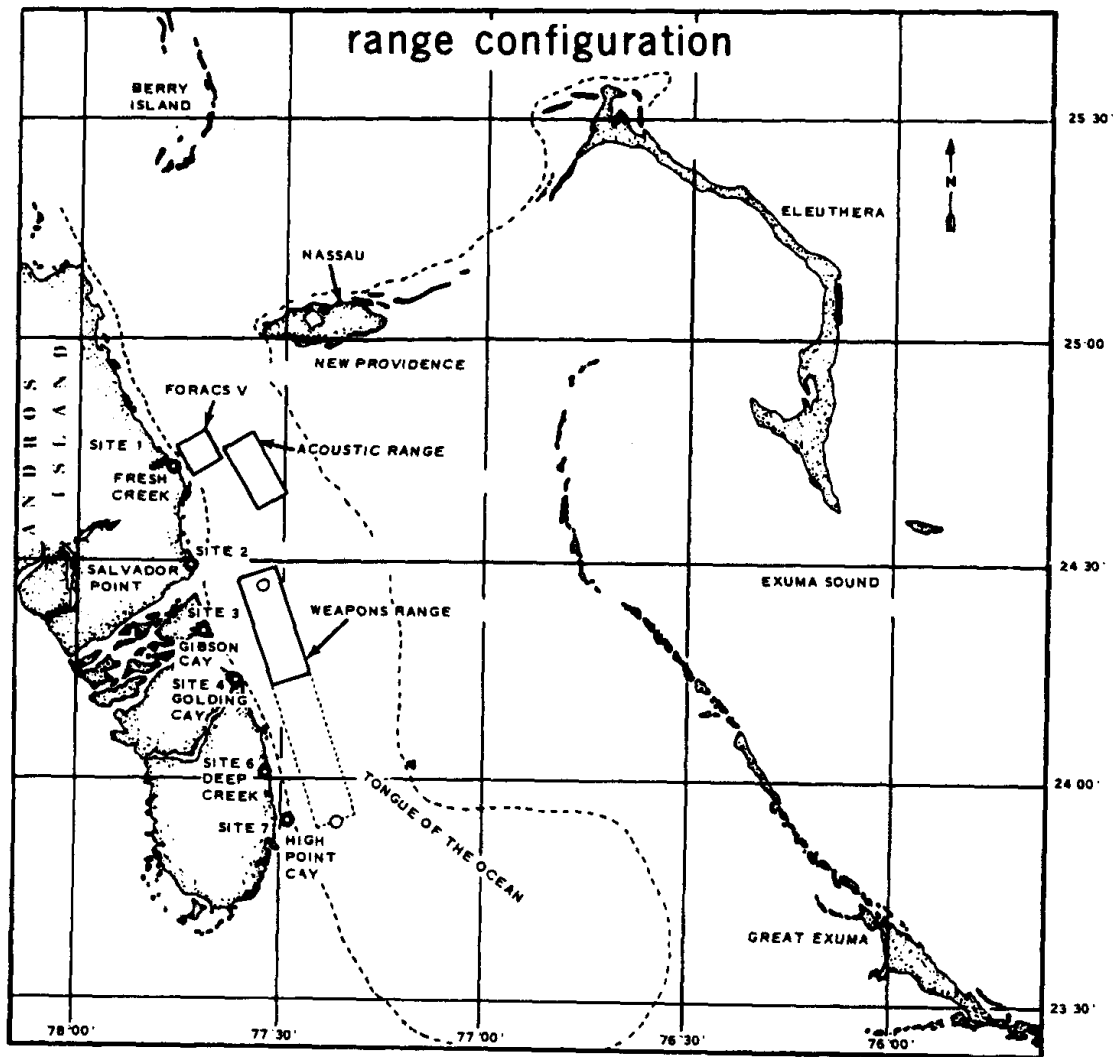 range configuration
BERRY
ISLAND
25 30'
N
ELEUTHERA
NASSAU
25 00'
NEW PROVIDENCE
FORACS V
ANDROS
ISLAND
SITE 1
ACOUSTIC RANGE
FRESH
CREEK
SITE 2
24 30'
SALVADOR
POINT
EXUMA SOUND
SITE 3
WEAPONS RANGE
GIBSON
CAY
SITE 4
GOLDING
CAY
SITE 6
DEEP
CREEK
24 00'
TONGUE OF THE OCEAN
SITE 7
HIGH
POINT
CAY
GREAT EXUMA
23 30'
78 00'
77 30'
77 00'
76 30'
76 00'